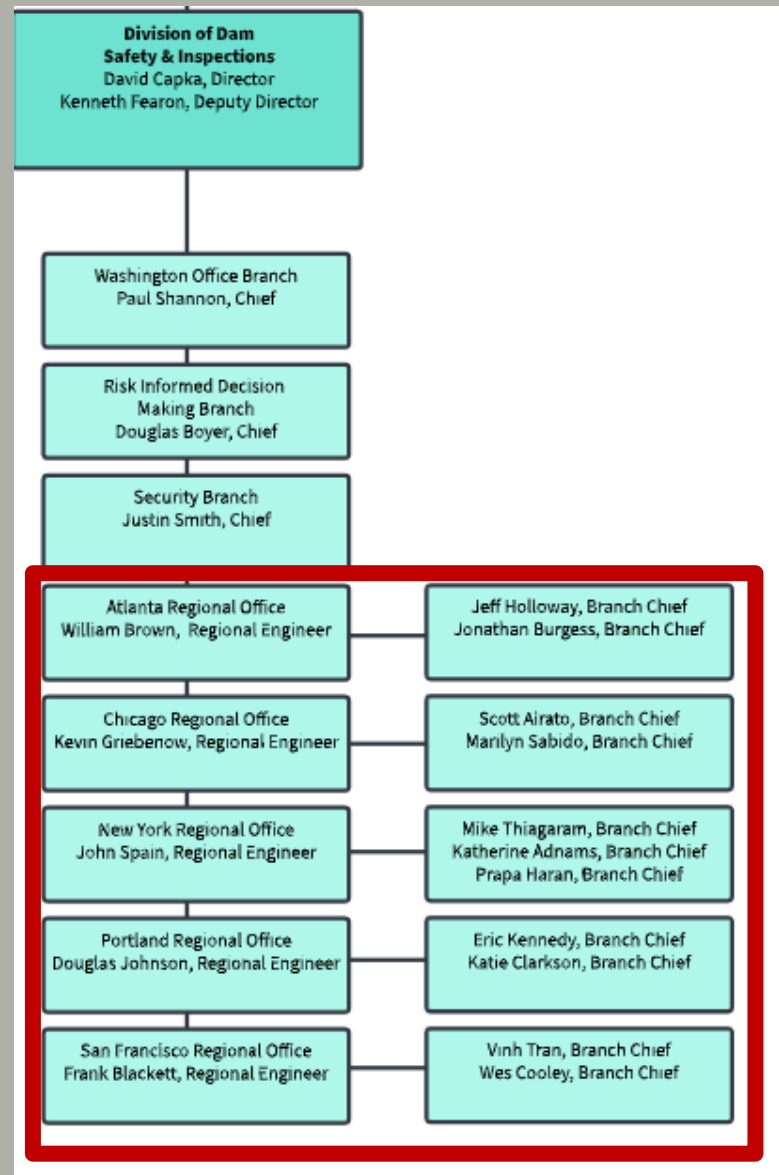 Division of Dam
Safety & Inspections
David Capka, Director
Kenneth Fearon, Deputy Director
Washington Office Branch
Paul Shannon, Chief
Risk Informed Decision
Making Branch
Douglas Boyer, Chief
Security Branch
Justin Smith, Chief
Atlanta Regional Office
William Brown, Regional Engineer
Jeff Holloway, Branch Chief
Jonathan Burgess, Branch Chief
Chicago Regional Office
Kevin Griebenow, Regional Engineer
Scott Airato, Branch Chief
Marilyn Sabido, Branch Chief
New York Regional Office
John Spain, Regional Engineer
Mike Thiagaram, Branch Chief
Katherine Adnams, Branch Chief
Prapa Haran, Branch Chief
Portland Regional Office
Douglas Johnson, Regional Engineer
Eric Kennedy, Branch Chief
Katie Clarkson, Branch Chief
San Francisco Regional Office
Frank Blackett, Regional Engineer
Vinh Tran, Branch Chief
Wes Cooley, Branch Chief